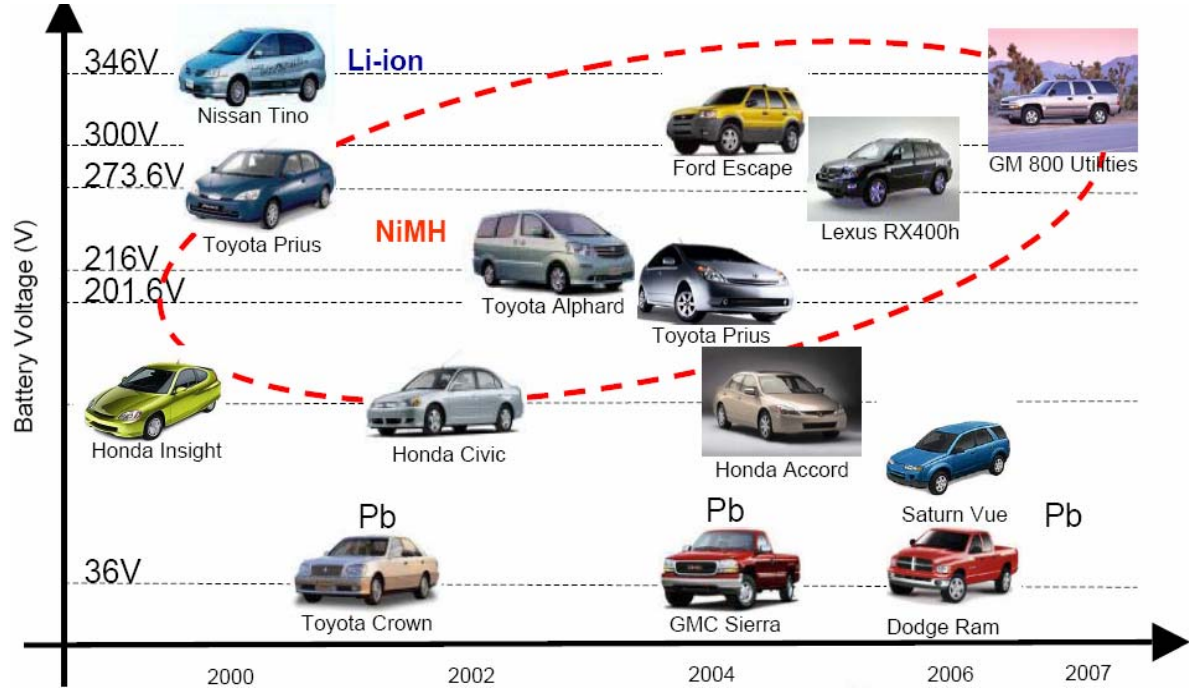 346V
Li-ion
Nissan Tino
300V
Ford Escape
GM 800 Utilities
273.6V
Toyota Prius
NiMH
Lexus RX400h
216V
201.6V
Toyota Alphard
Toyota Prius
Battery Voltage (V)
Honda Insight
Honda Civic
Honda Accord
Saturn Vue
Pb
Pb
Pb
36V
Toyota Crown
GMC Sierra
Dodge Ram
2000
2002
2004
2006
2007